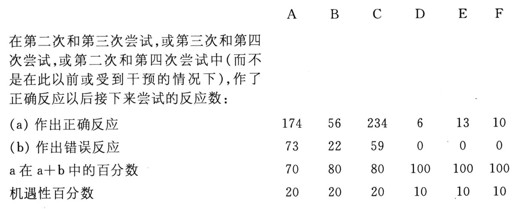 A B C D E F
在第二次和第三次尝试,或第三次和第四
次尝试,或第二次和第四次尝试中(而不
是在此以前或受到干预的情况下),作了
正确反应以后接下来尝试的反应数:
(a) 作出正确反应 174 56 234 6 13 10
(b) 作出错误反应 73 22 59 0 0 0
a 在 a+b 中的百分数 70 80 80 100 100 100
机遇性百分数 20 20 20 10 10 10